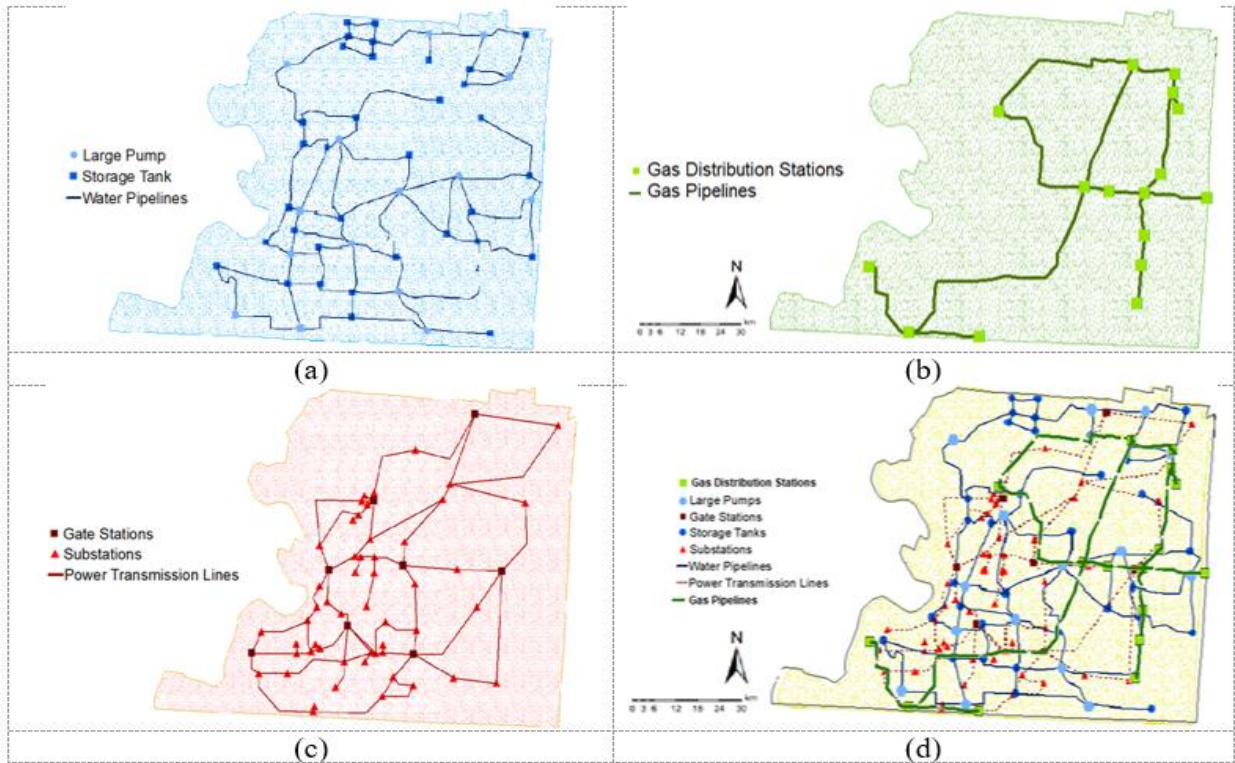 Large Pump
Storage Tank
Water Pipelines
(a)
Gas Distribution Stations
Gas Pipelines
N
0 3 6 12 18 24 30
km
(b)
Gate Stations
Substations
Power Transmission Lines
(c)
Gas Distribution Stations
Large Pumps
Gate Stations
Storage Tanks
Substations
Water Pipelines
Power Transmission Lines
Gas Pipelines
N
0 3 6 12 18 24 30
km
(d)